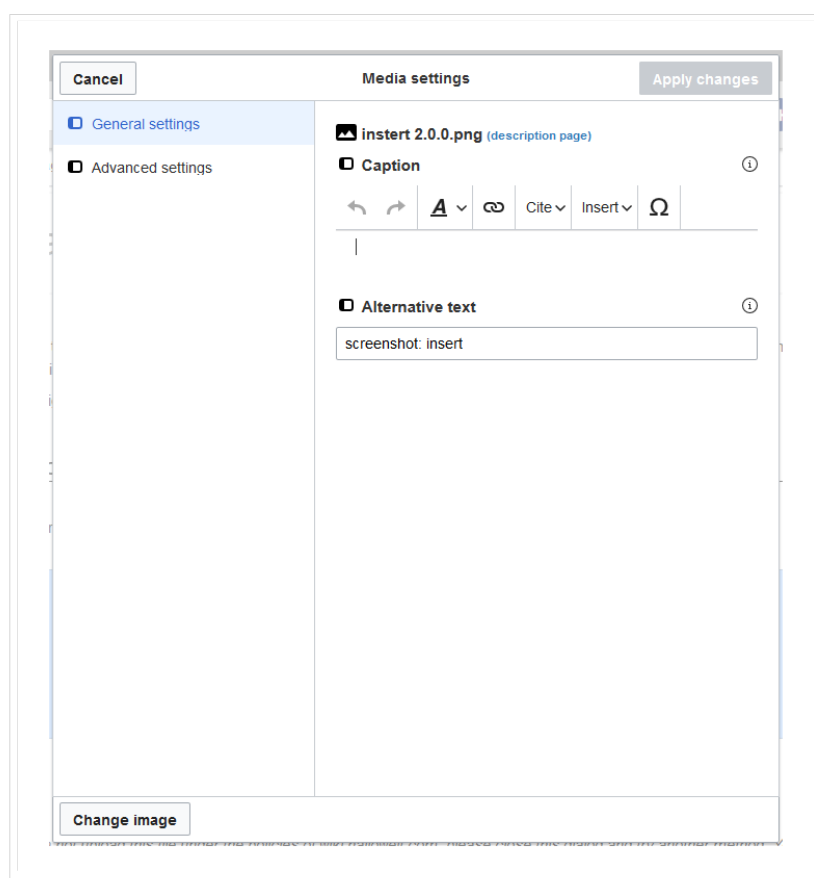 Cancel
Media settings
Apply changes
General settings
Advanced settings
instert 2.0.0.png (description page)
Caption
A
Cite
Insert
Ω
Alternative text
screenshot: insert
Change image